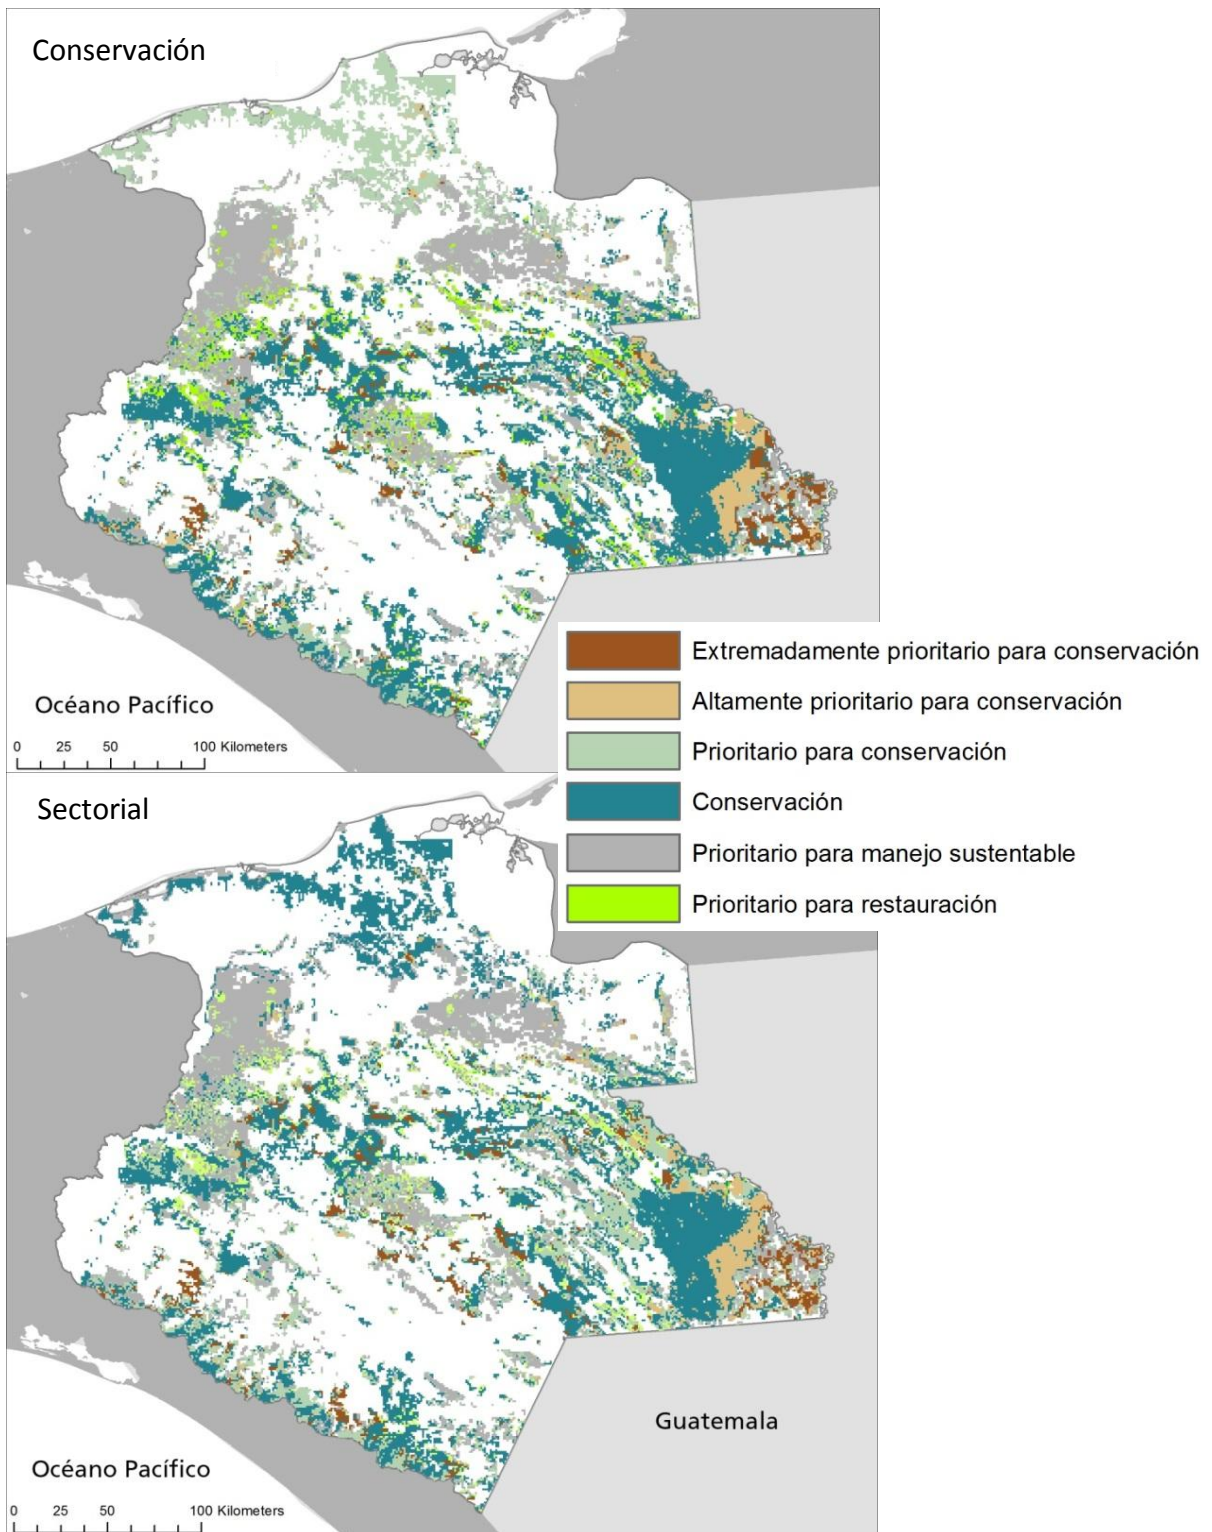 Conservación
Océano Pacífico
0 25 50 100 Kilometers
Extremadamente prioritario para conservación
Altamente prioritario para conservación
Prioritario para conservación
Conservación
Prioritario para manejo sustentable
Prioritario para restauración
Sectorial
Guatemala
Océano Pacífico
0 25 50 100 Kilometers